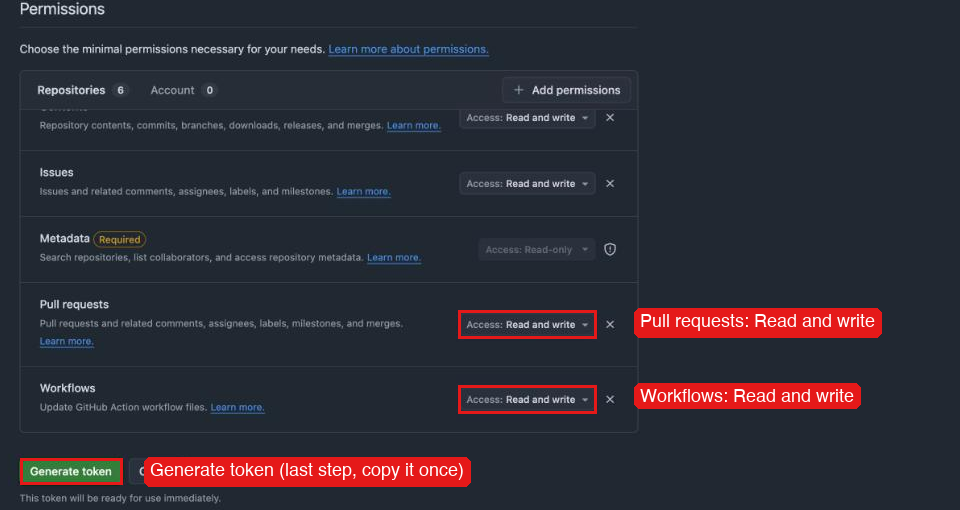 Permissions
Choose the minimal permissions necessary for your needs. Learn more about permissions.
Repositories 6 Account 0 + Add permissions
Access: Read and write
Repository contents, commits, branches, downloads, releases, and merges. Learn more.
Issues
Issues and related comments, assignees, labels, and milestones. Learn more.
Access: Read and write
Metadata Required
Search repositories, list collaborators, and access repository metadata. Learn more.
Access: Read-only
Pull requests
Pull requests and related comments, assignees, labels, milestones, and merges.
Learn more.
Access: Read and write
Pull requests: Read and write
Workflows
Update GitHub Action workflow files. Learn more.
Access: Read and write
Workflows: Read and write
Generate token
Generate token (last step, copy it once)
This token will be ready for use immediately.